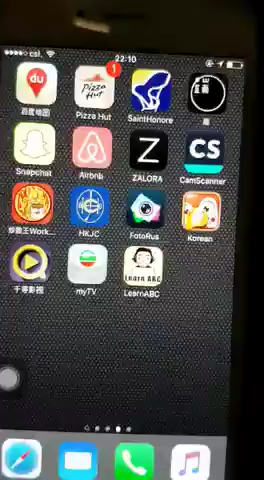 csl.
22:10
1
du
Pizza Hut
百度地圖
Pizza Hut
SaintHonore
Z
CS
Snapchat
Airbnb
ZALORA
CamScanner
HKJC
FotoRus
Korean
Learn ABC
千尋影視
myTV
LearnABC